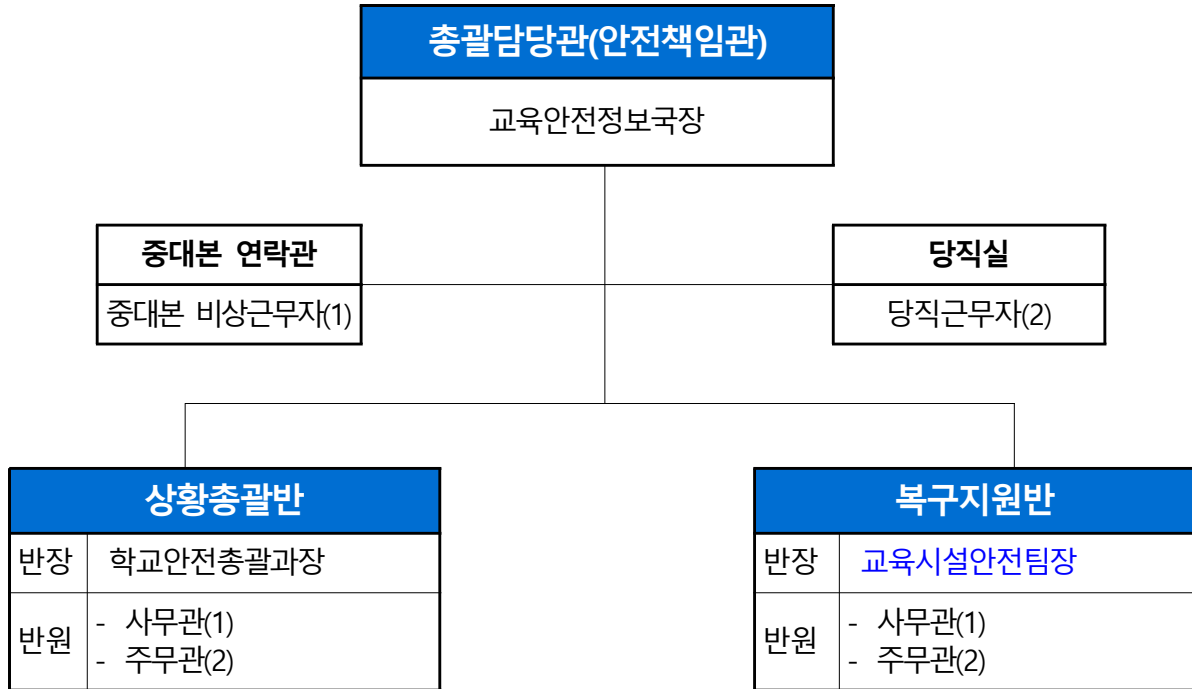 총괄담당관(안전책임관)
교육안전정보국장
중대본 연락관
중대본 비상근무자(1)
당직실
당직근무자(2)
상황총괄반
반장 학교안전총괄과장
반원
- 사무관(1)
- 주무관(2)
복구지원반
반장 교육시설안전팀장
반원
- 사무관(1)
- 주무관(2)